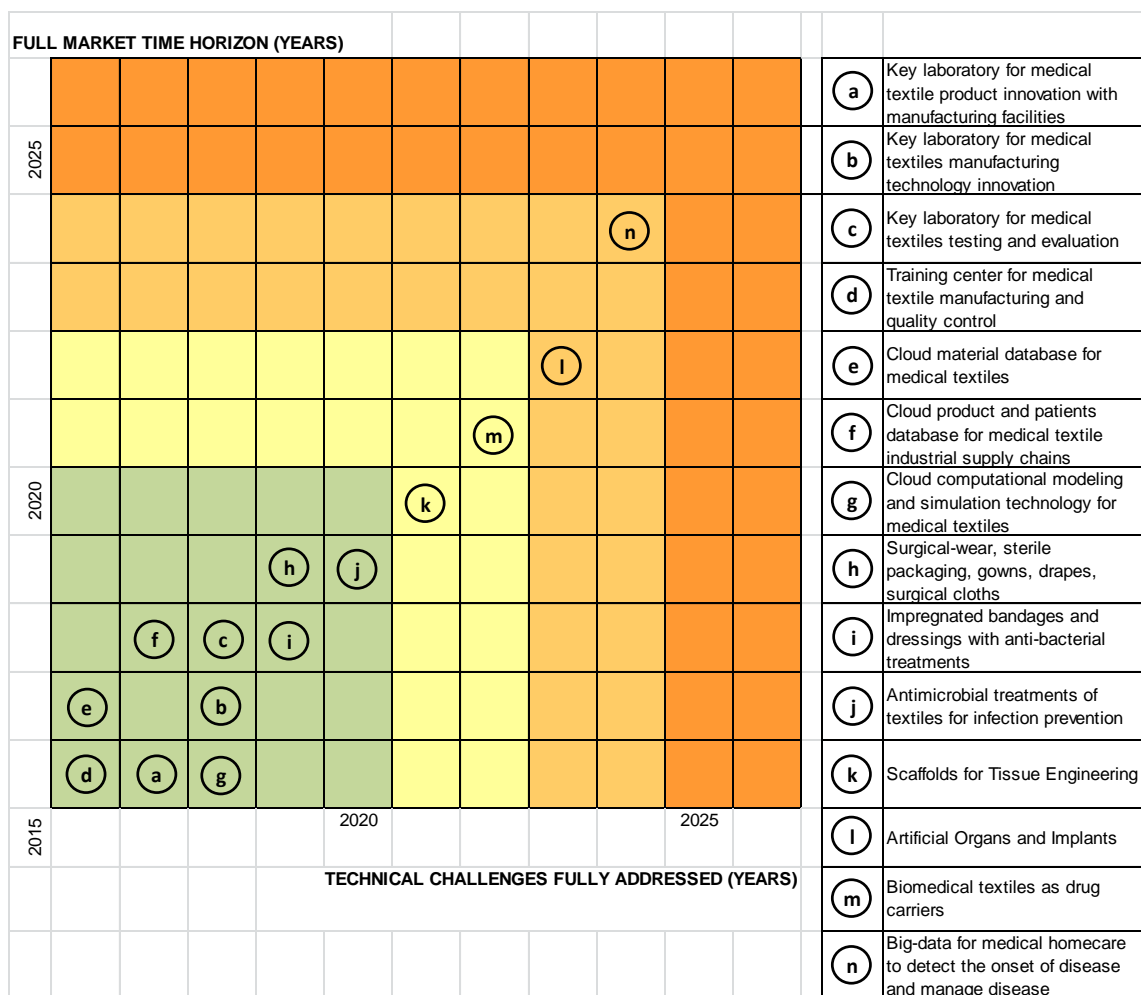 FULL MARKET TIME HORIZON (YEARS)
2025
2020
2015
n
l
m
k
h
j
f
c
i
e
b
d
a
g
2020
2025
TECHNICAL CHALLENGES FULLY ADDRESSED (YEARS)
a
Key laboratory for medical
textile product innovation with
manufacturing facilities
b
Key laboratory for medical
textiles manufacturing
technology innovation
c
Key laboratory for medical
textiles testing and evaluation
d
Training center for medical
textile manufacturing and
quality control
e
Cloud material database for
medical textiles
f
Cloud product and patients
database for medical textile
industrial supply chains
g
Cloud computational modeling
and simulation technology for
medical textiles
h
Surgical-wear, sterile
packaging, gowns, drapes,
surgical cloths
i
Impregnated bandages and
dressings with anti-bacterial
treatments
j
Antimicrobial treatments of
textiles for infection prevention
k
Scaffolds for Tissue Engineering
l
Artificial Organs and Implants
m
Biomedical textiles as drug
carriers
n
Big-data for medical homecare
to detect the onset of disease
and manage disease